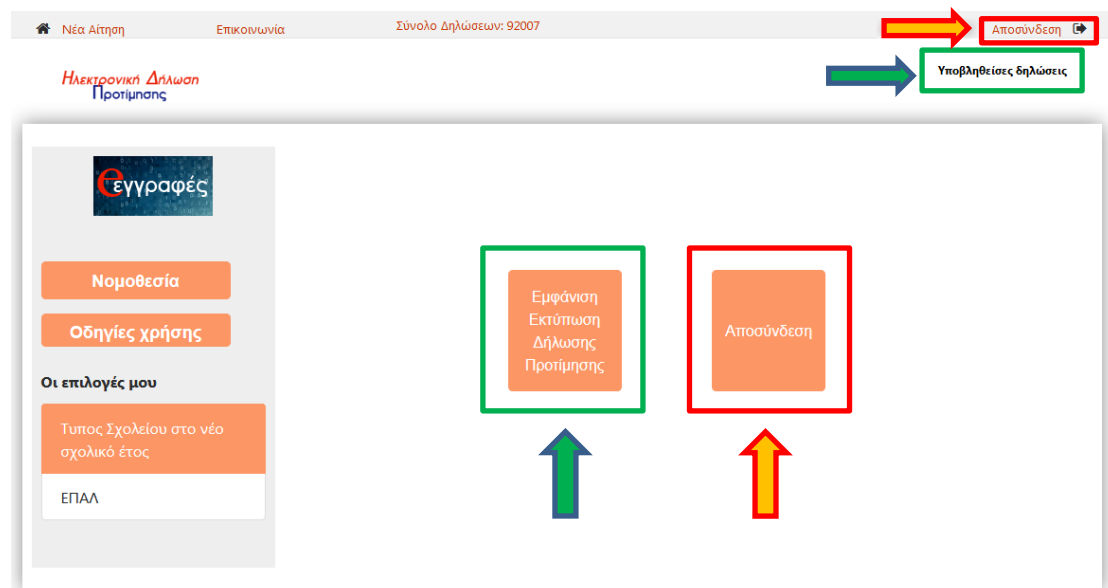 Νέα Αίτηση
Επικοινωνία
Σύνολο Δηλώσεων: 92007
Αποσύνδεση
Υποβληθείσες δηλώσεις
Ηλεκτρονική Δήλωση
Προτίμησης
eεγγραφές
Νομοθεσία
Οδηγίες χρήσης
Οι επιλογές μου
Τυπος Σχολείου στο νέο
σχολικό έτος
ΕΠΑΛ
Εμφάνιση
Εκτύπωση
Δήλωσης
Προτίμησης
Αποσύνδεση